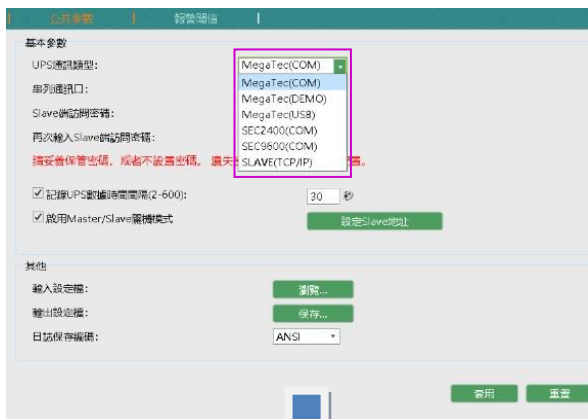 公共參數 報警閥值
基本參數
UPS通訊類型: MegaTec(COM)
MegaTec(COM)
串列通訊口: MegaTec(DEMO)
MegaTec(USB)
Slave端訪問密碼: SEC2400(COM)
再次輸入Slave端訪問密碼: SEC9600(COM)
SLAVE(TCP/IP)
請妥善保管密碼, 或者不設置密碼。 遺失 置。
記錄UPS數據時間間隔(2-600): 30 秒
啟用Master/Slave關機模式 設定Slave地址
其他
輸入設定檔: 瀏覽...
輸出設定檔: 保存...
日誌保存編碼: ANSI
套用 重置